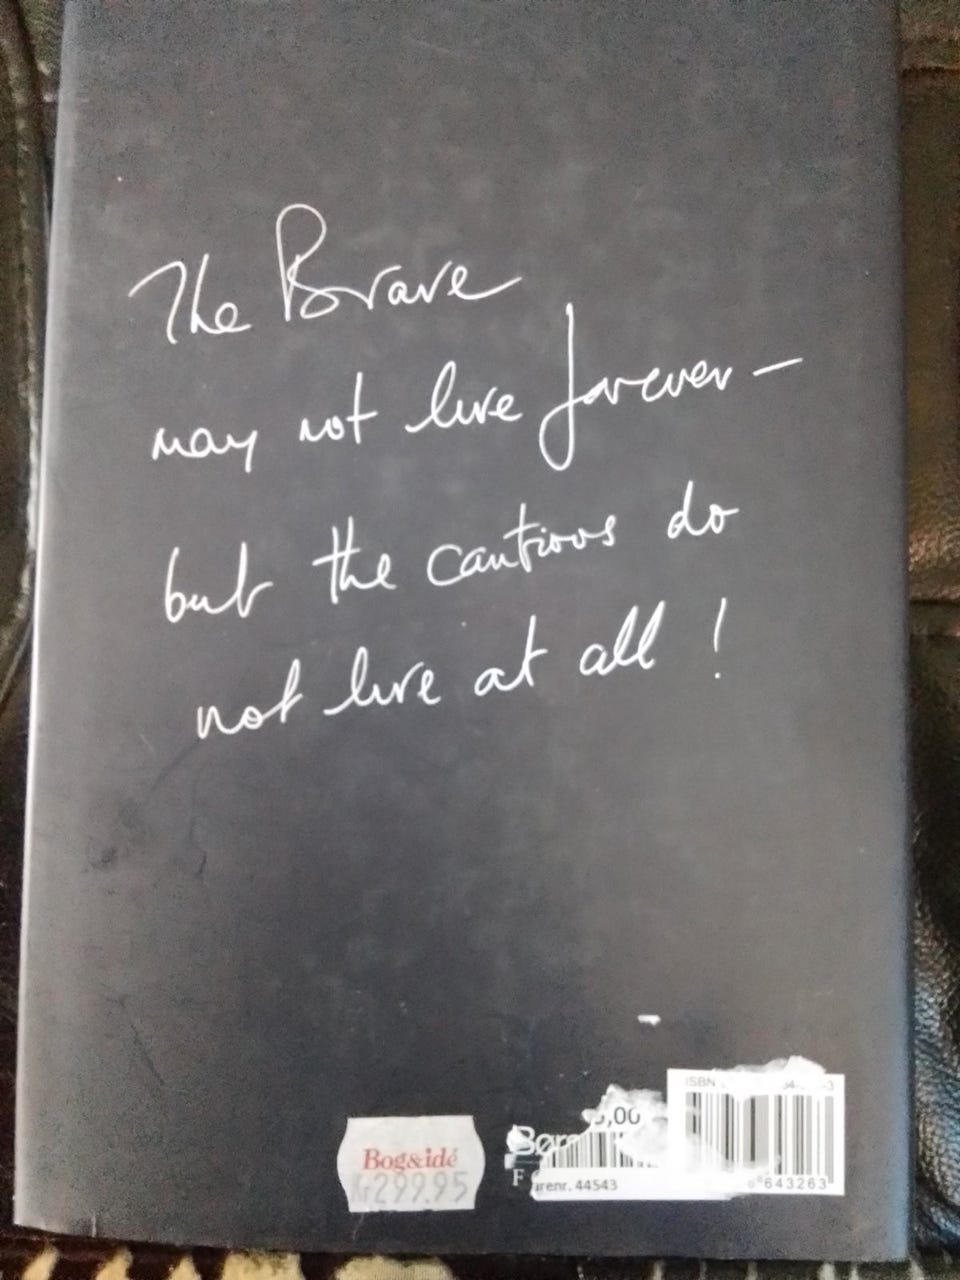 The Brave
may not live forever –
but the cautious do
not live at all !
ISBN
5,00
Bog&idé
Kr299.95
F
arenr. 44543
643263